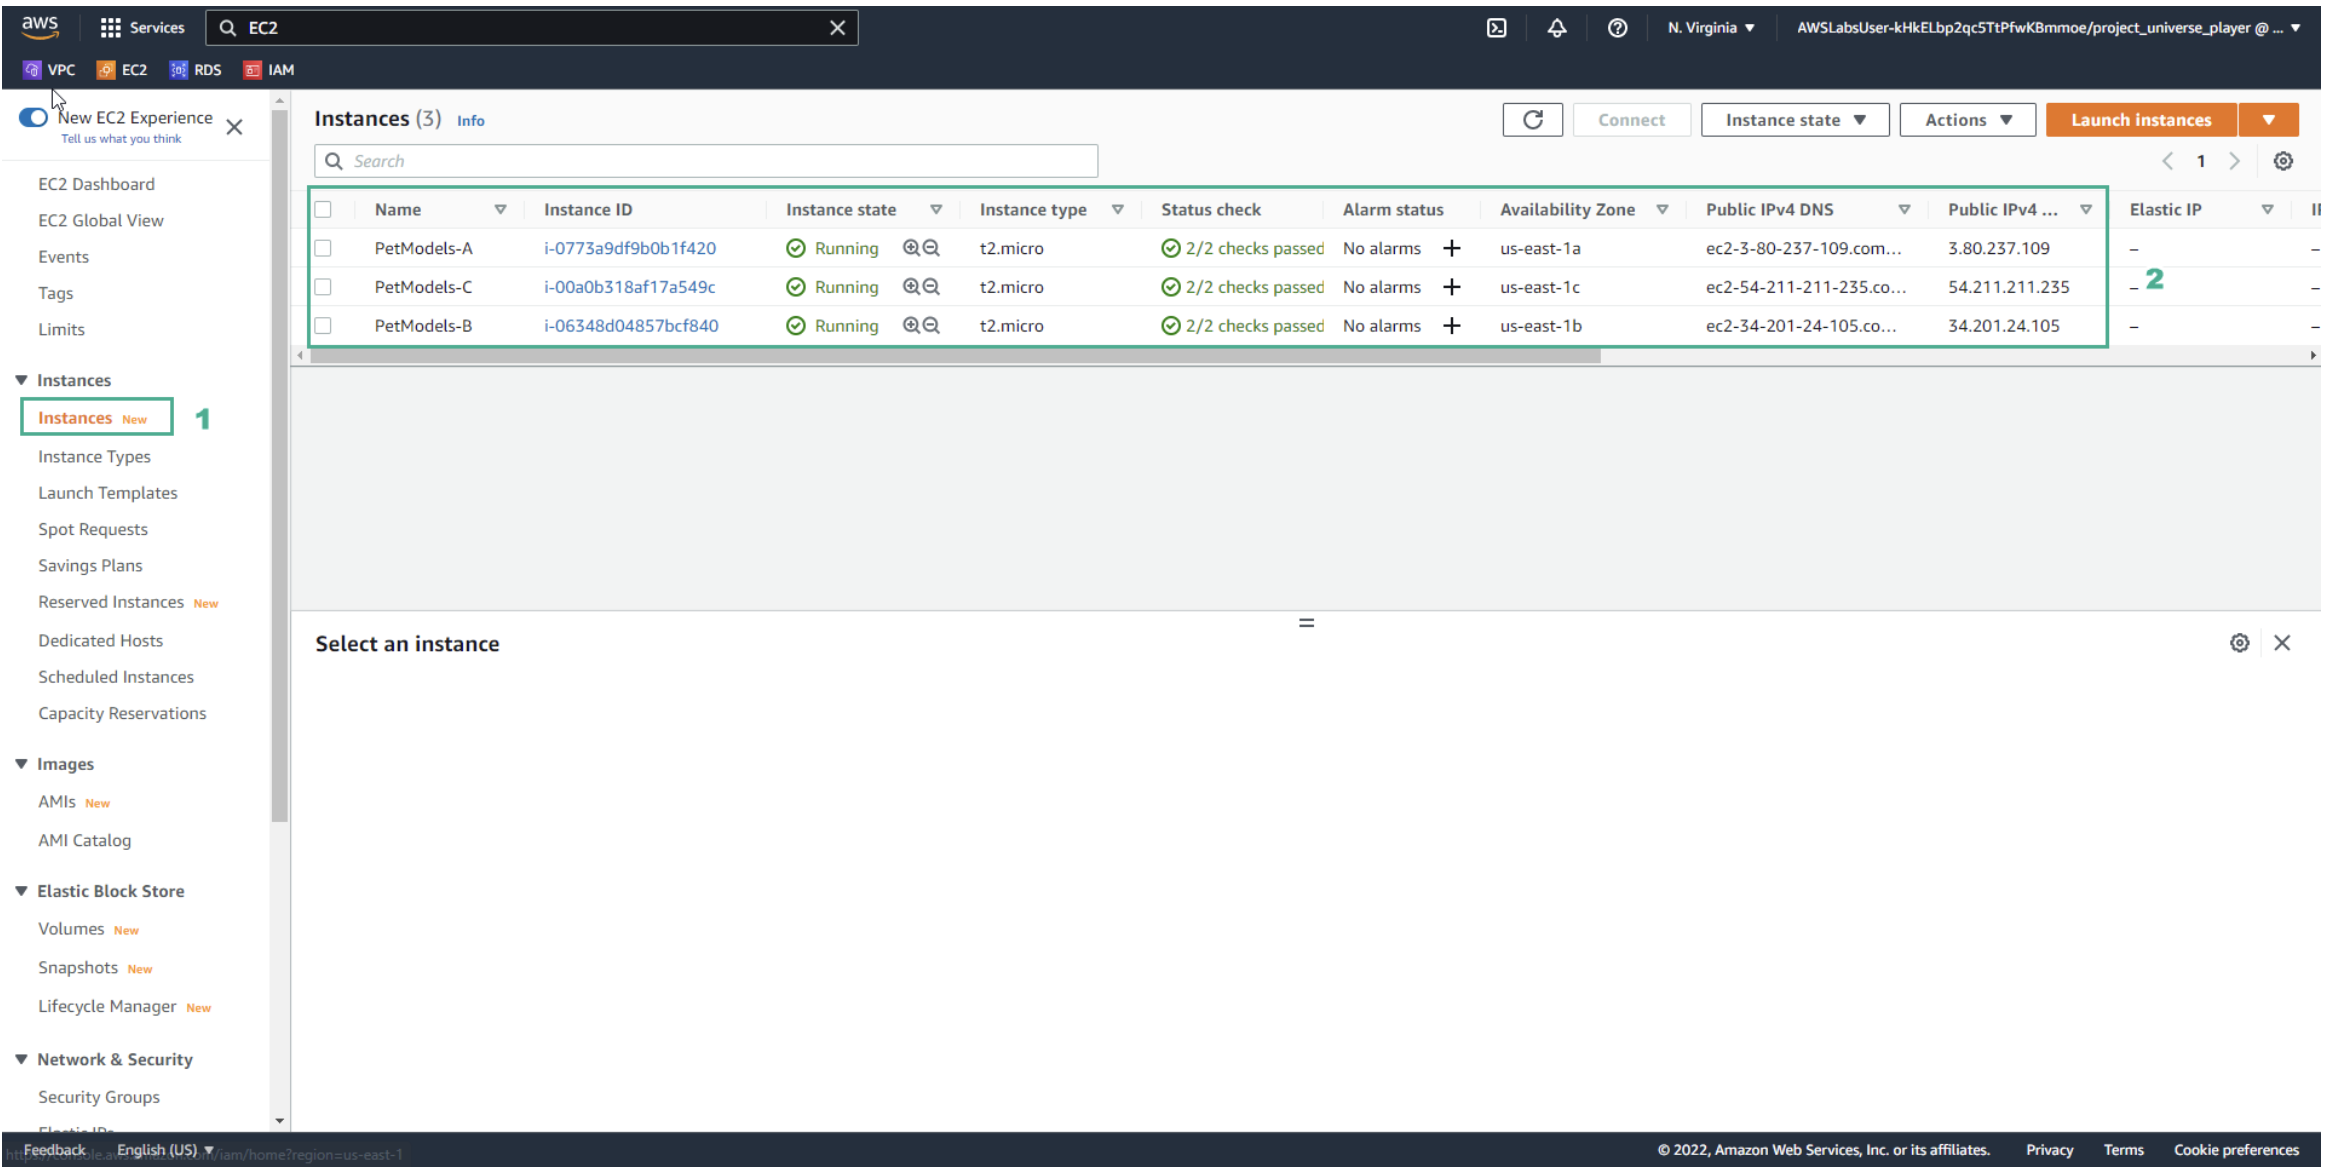 aws Services EC2 N. Virginia ▼ AWSLabsUser-kHkELbp2qc5TtPfwKBmmoe/project_universe_player @ ... ▼
VPC EC2 RDS IAM
New EC2 Experience
Tell us what you think
EC2 Dashboard
EC2 Global View
Events
Tags
Limits
Instances
Instances New 1
Instance Types
Launch Templates
Spot Requests
Savings Plans
Reserved Instances New
Dedicated Hosts
Scheduled Instances
Capacity Reservations
Images
AMIs New
AMI Catalog
Elastic Block Store
Volumes New
Snapshots New
Lifecycle Manager New
Network & Security
Security Groups
Elastic IPs
Instances (3) Info Connect Instance state ▼ Actions ▼ Launch instances ▼
Search < 1 >
Name Instance ID Instance state Instance type Status check Alarm status Availability Zone Public IPv4 DNS Public IPv4 ... Elastic IP
PetModels-A i-0773a9df9b0b1f420 Running t2.micro 2/2 checks passed No alarms + us-east-1a ec2-3-80-237-109.com... 3.80.237.109 – –
PetModels-C i-00a0b318af17a549c Running t2.micro 2/2 checks passed No alarms + us-east-1c ec2-54-211-211-235.co... 54.211.211.235 – 2 –
PetModels-B i-06348d04857bcf840 Running t2.micro 2/2 checks passed No alarms + us-east-1b ec2-34-201-24-105.co... 34.201.24.105 – –
Select an instance
Feedback English (US) ▼ © 2022, Amazon Web Services, Inc. or its affiliates. Privacy Terms Cookie preferences